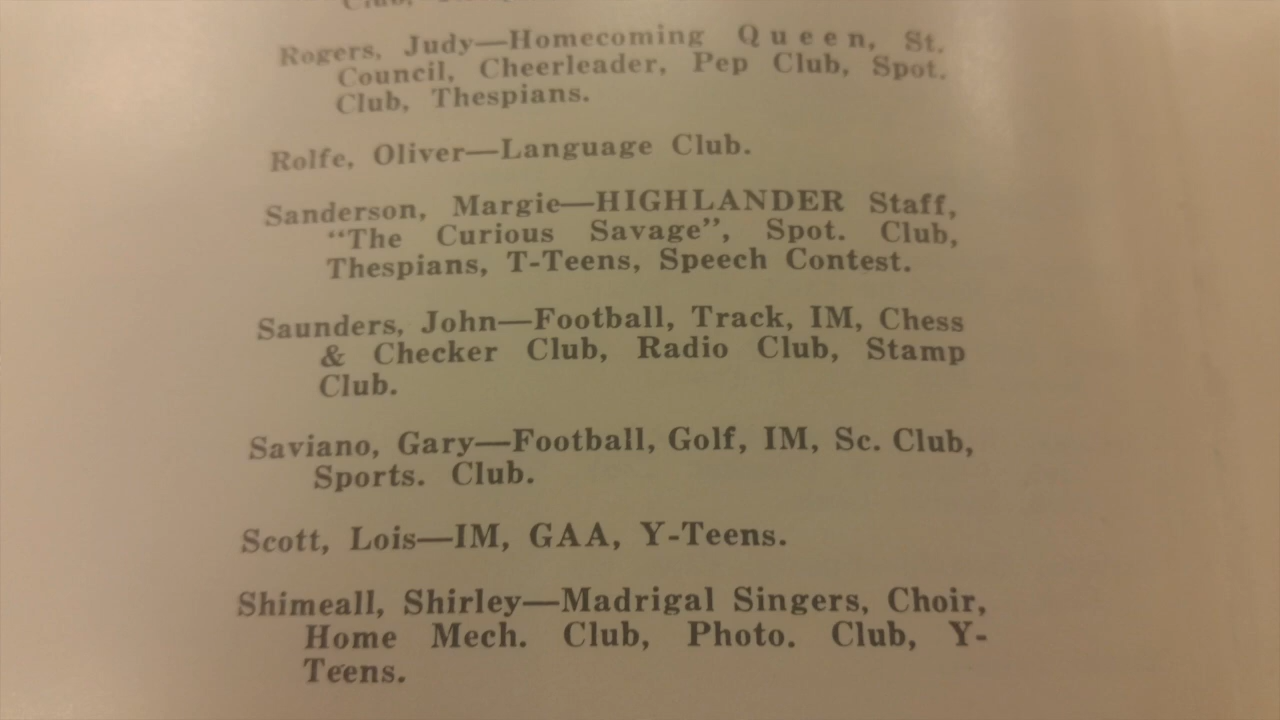 Rogers, Judy—Homecoming Queen, St.
Council, Cheerleader, Pep Club, Spot.
Club, Thespians.
Rolfe, Oliver—Language Club.
Sanderson, Margie—HIGHLANDER Staff,
“The Curious Savage”, Spot. Club,
Thespians, T-Teens, Speech Contest.
Saunders, John—Football, Track, IM, Chess
& Checker Club, Radio Club, Stamp
Club.
Saviano, Gary—Football, Golf, IM, Sc. Club,
Sports. Club.
Scott, Lois—IM, GAA, Y-Teens.
Shimeall, Shirley—Madrigal Singers, Choir,
Home Mech. Club, Photo. Club, Y-
Teens.